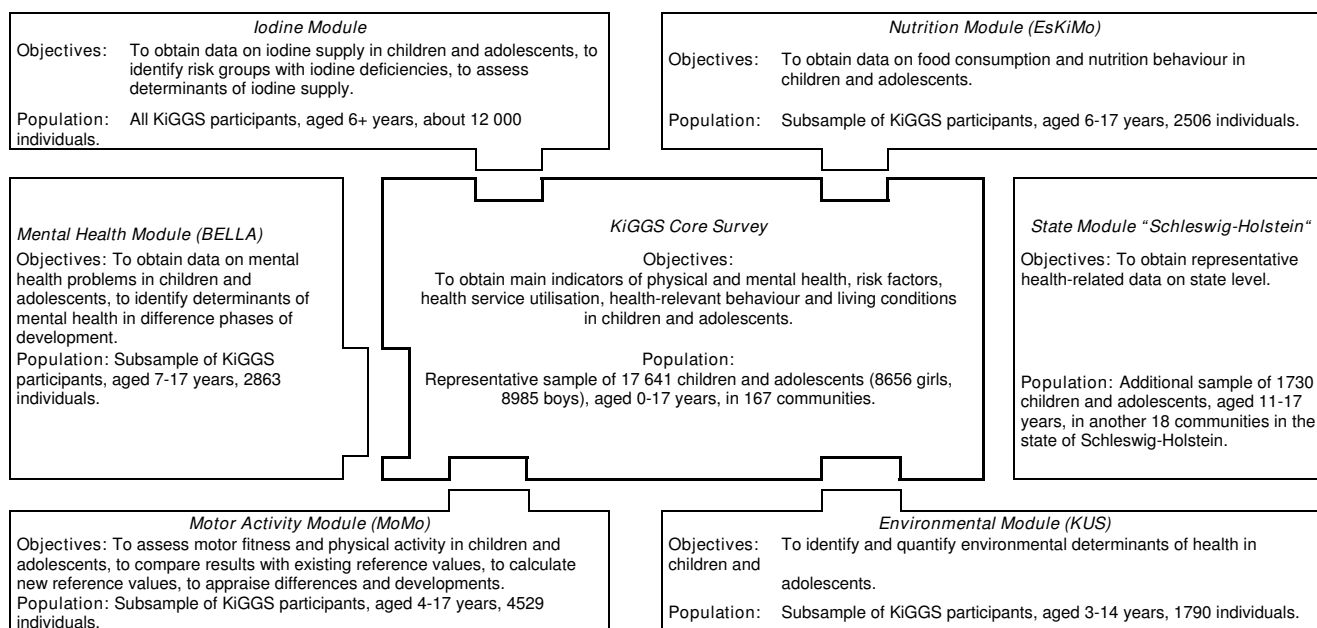 Iodine Module
Objectives: To obtain data on iodine supply in children and adolescents, to
identify risk groups with iodine deficiencies, to assess
determinants of iodine supply.
Population: All KiGGS participants, aged 6+ years, about 12 000
individuals.
Nutrition Module (EsKiMo)
Objectives: To obtain data on food consumption and nutrition behaviour in
children and adolescents.
Population: Subsample of KiGGS participants, aged 6-17 years, 2506 individuals.
Mental Health Module (BELLA)
Objectives: To obtain data on mental
health problems in children and
adolescents, to identify determinants of
mental health in difference phases of
development.
Population: Subsample of KiGGS
participants, aged 7-17 years, 2863
individuals.
KiGGS Core Survey
Objectives:
To obtain main indicators of physical and mental health, risk factors,
health service utilisation, health-relevant behaviour and living conditions
in children and adolescents.
Population:
Representative sample of 17 641 children and adolescents (8656 girls,
8985 boys), aged 0-17 years, in 167 communities.
State Module “Schleswig-Holstein“
Objectives: To obtain representative
health-related data on state level.
Population: Additional sample of 1730
children and adolescents, aged 11-17
years, in another 18 communities in the
state of Schleswig-Holstein.
Motor Activity Module (MoMo)
Objectives: To assess motor fitness and physical activity in children and
adolescents, to compare results with existing reference values, to calculate
new reference values, to appraise differences and developments.
Population: Subsample of KiGGS participants, aged 4-17 years, 4529
individuals.
Environmental Module (KUS)
Objectives: To identify and quantify environmental determinants of health in
children and
adolescents.
Population: Subsample of KiGGS participants, aged 3-14 years, 1790 individuals.